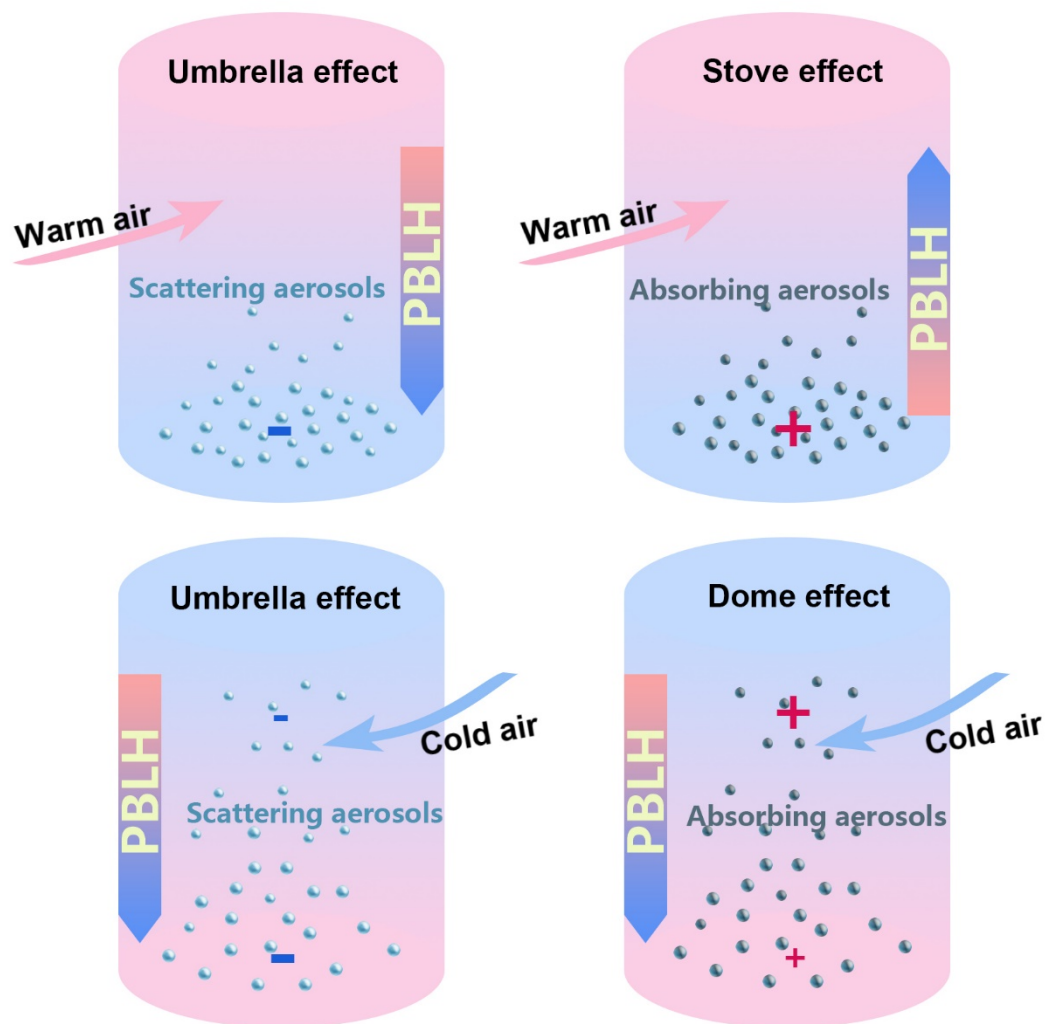 Umbrella effect
Stove effect
Warm air
Scattering aerosols
PBLH
-
Warm air
Absorbing aerosols
PBLH
+
Umbrella effect
Dome effect
PBLH
-
Cold air
Scattering aerosols
-
PBLH
+
Cold air
Absorbing aerosols
+